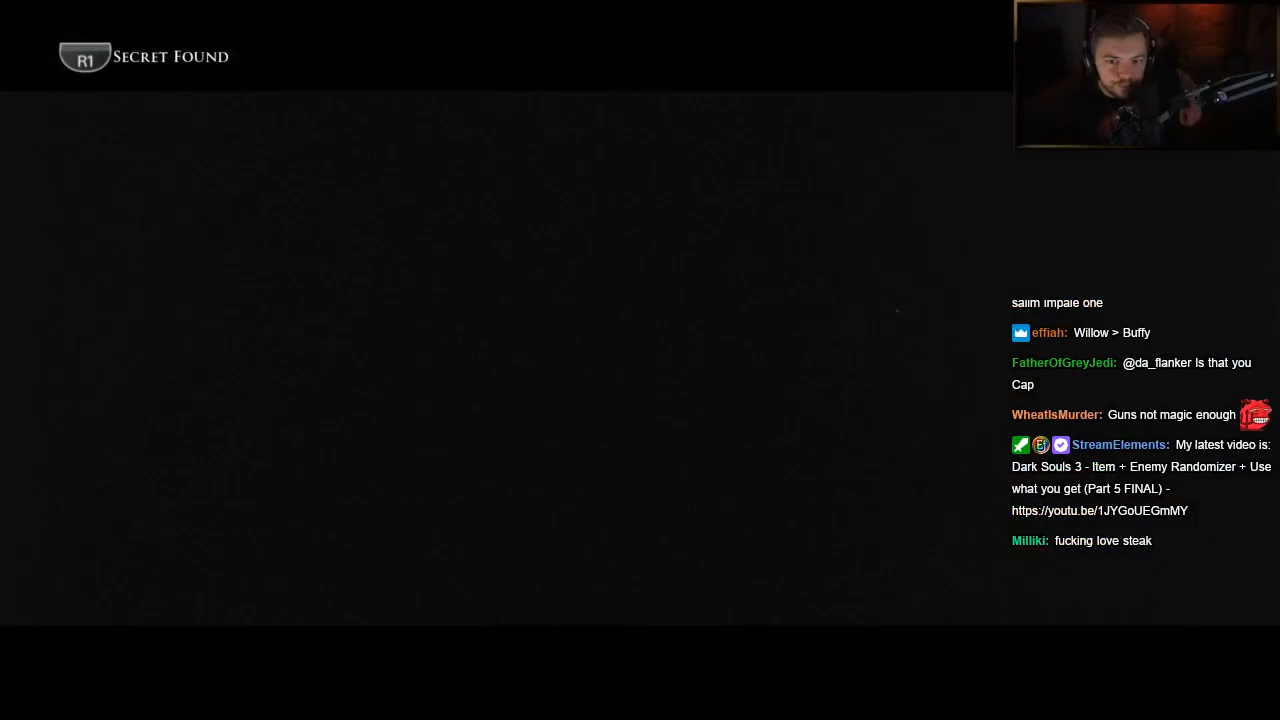 R1 SECRET FOUND
salim impale one
effiah: Willow > Buffy
FatherOfGreyJedi: @da_flanker Is that you
Cap
WheatIsMurder: Guns not magic enough
StreamElements: My latest video is:
Dark Souls 3 - Item + Enemy Randomizer + Use
what you get (Part 5 FINAL) -
https://youtu.be/1JYGoUEGmMY
Milliki: fucking love steak